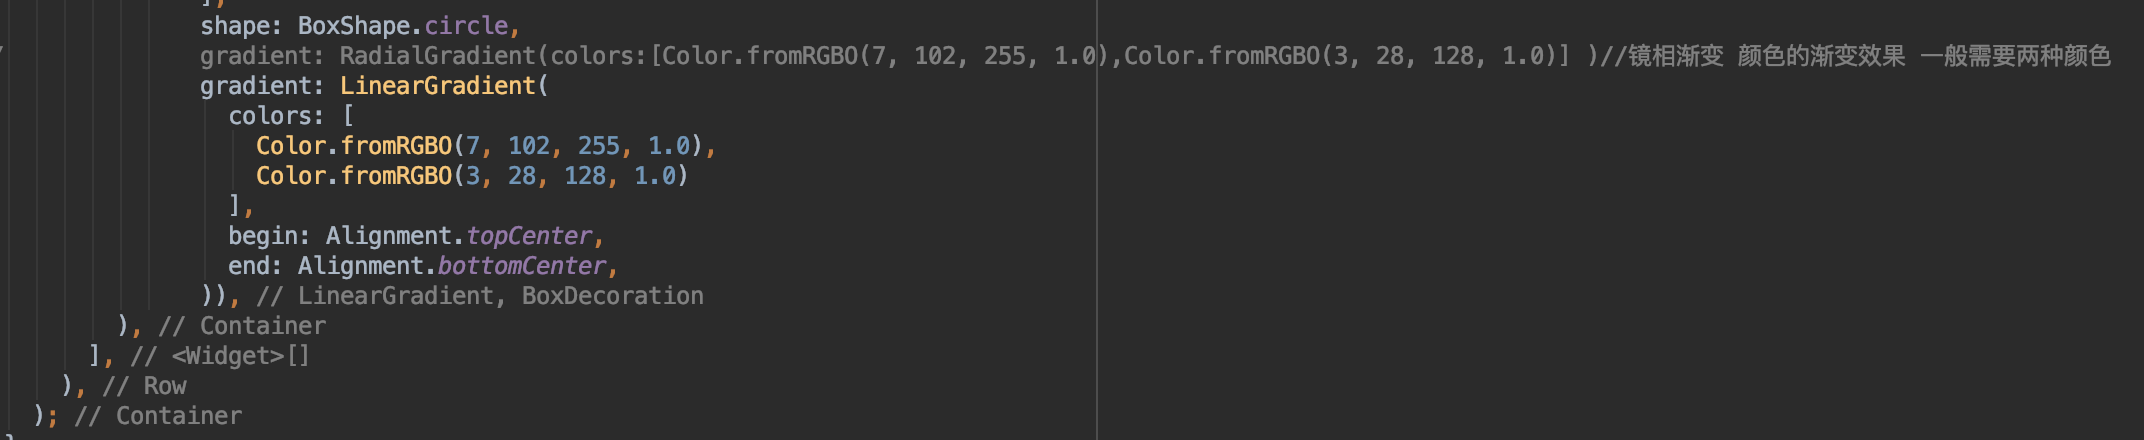 ],
shape: BoxShape.circle,
gradient: RadialGradient(colors:[Color.fromRGBO(7, 102, 255, 1.0),Color.fromRGBO(3, 28, 128, 1.0)] )//镜相渐变 颜色的渐变效果 一般需要两种颜色
gradient: LinearGradient(
colors: [
Color.fromRGBO(7, 102, 255, 1.0),
Color.fromRGBO(3, 28, 128, 1.0)
],
begin: Alignment.topCenter,
end: Alignment.bottomCenter,
)), // LinearGradient, BoxDecoration
), // Container
], // <Widget>[]
), // Row
); // Container